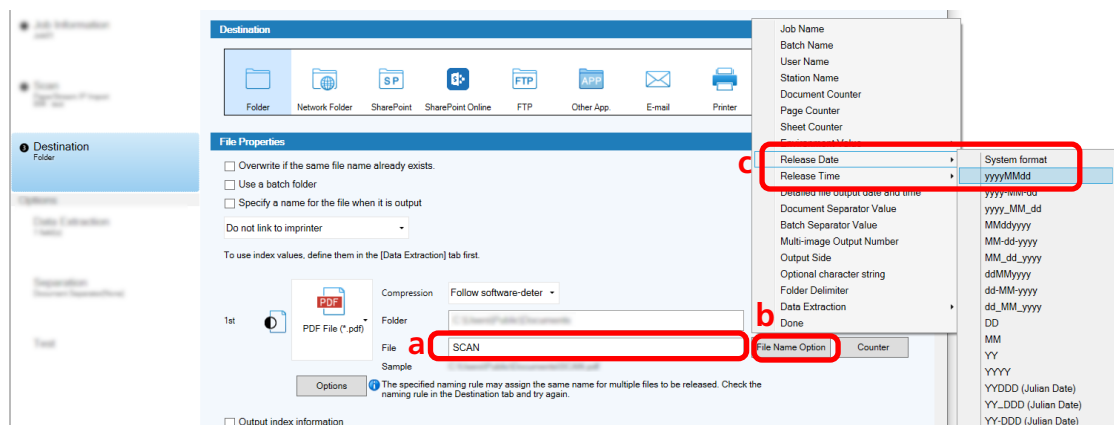 Destination
Folder
Destination
Folder
Network Folder
SharePoint
SharePoint Online
FTP
Other App.
E-mail
Printer
SP
FTP
APP
File Properties
Overwrite if the same file name already exists.
Use a batch folder
Specify a name for the file when it is output
Do not link to imprinter
To use index values, define them in the [Data Extraction] tab first.
1st
PDF
PDF File (*.pdf)
Compression
Follow software-deter
Folder
a
File
SCAN
b
File Name Option
Counter
Sample
Options
The specified naming rule may assign the same name for multiple files to be released. Check the
naming rule in the Destination tab and try again.
Output index information
Job Name
Batch Name
User Name
Station Name
Document Counter
Page Counter
Sheet Counter
Environment Value
c
Release Date
Release Time
Detailed file output date and time
Document Separator Value
Batch Separator Value
Multi-image Output Number
Output Side
Optional character string
Folder Delimiter
Data Extraction
Done
System format
yyyyMMdd
yyyy-MM-dd
yyyy_MM_dd
MMddyyyy
MM-dd-yyyy
MM_dd_yyyy
ddMMyyyy
dd-MM-yyyy
dd_MM_yyyy
DD
MM
YY
YYYY
YYDDD (Julian Date)
YY_DDD (Julian Date)
YY-DDD (Julian Date)